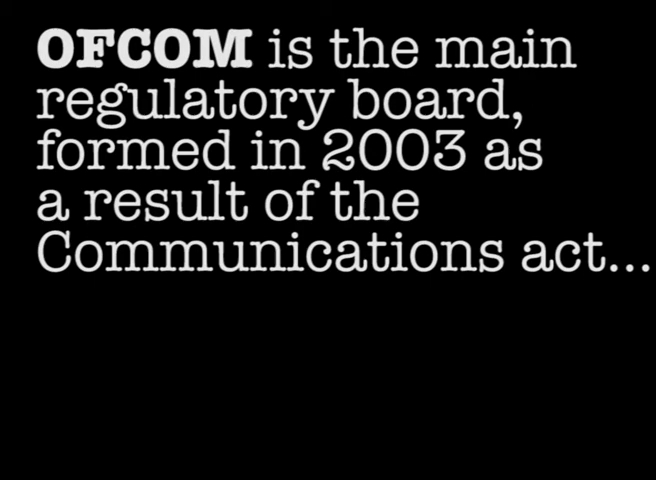 OFCOM is the main
regulatory board,
formed in 2003 as
a result of the
Communications act...